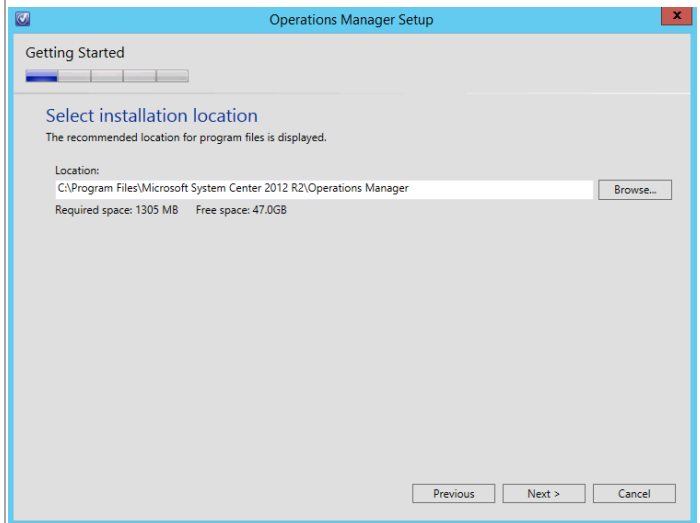 Operations Manager Setup
x
Getting Started
Select installation location
The recommended location for program files is displayed.
Location:
C:\Program Files\Microsoft System Center 2012 R2\Operations Manager
Browse...
Required space: 1305 MB Free space: 47.0GB
Previous Next > Cancel